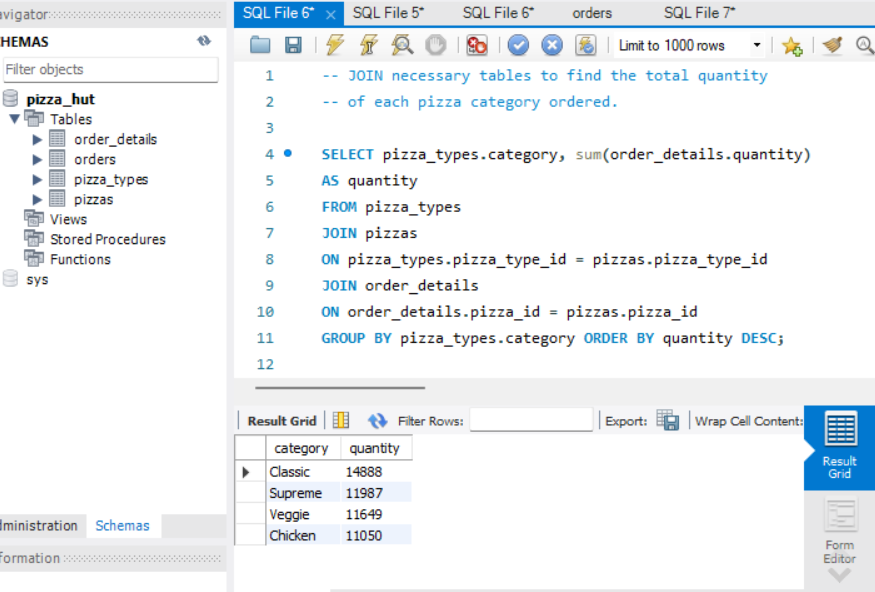 avigator
CHEMAS
Filter objects
pizza_hut
Tables
order_details
orders
pizza_types
pizzas
Views
Stored Procedures
Functions
sys
dministration Schemas
formation
SQL File 6* SQL File 5* SQL File 6* orders SQL File 7*
Limit to 1000 rows
1 -- JOIN necessary tables to find the total quantity
2 -- of each pizza category ordered.
3
4 SELECT pizza_types.category, sum(order_details.quantity)
5 AS quantity
6 FROM pizza_types
7 JOIN pizzas
8 ON pizza_types.pizza_type_id = pizzas.pizza_type_id
9 JOIN order_details
10 ON order_details.pizza_id = pizzas.pizza_id
11 GROUP BY pizza_types.category ORDER BY quantity DESC;
12
Result Grid Filter Rows: Export: Wrap Cell Content:
category quantity
Classic 14888
Supreme 11987
Veggie 11649
Chicken 11050
Result
Grid
Form
Editor